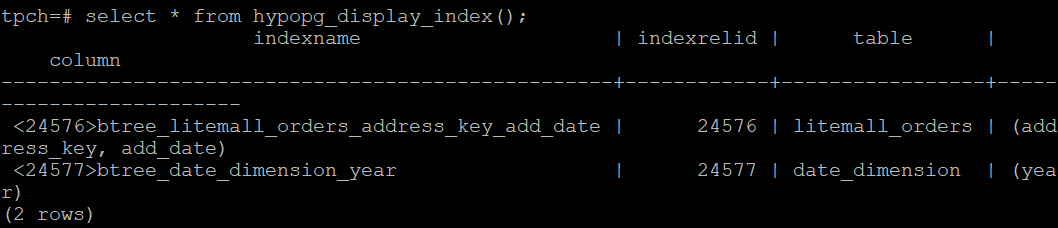 tpch=# select * from hypopg_display_index();
                     indexname                     | indexrelid |      table      |
    column
---------------------------------------------------+------------+-----------------+-----
--------------------
 <24576>btree_litemall_orders_address_key_add_date |      24576 | litemall_orders | (add
ress_key, add_date)
 <24577>btree_date_dimension_year                  |      24577 | date_dimension  | (yea
r)
(2 rows)